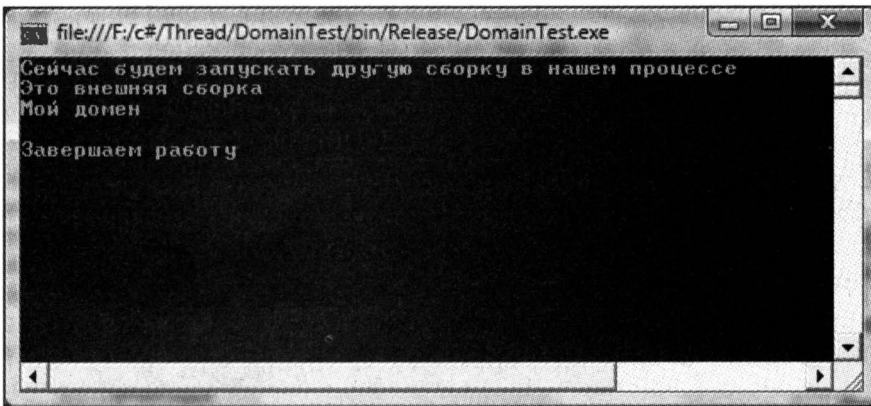 file:///F:/c#/Thread/DomainTest/bin/Release/DomainTest.exe
Сейчас будем запускать другую сборку в нашем процессе
Это внешняя сборка
Мой домен
Завершаем работу